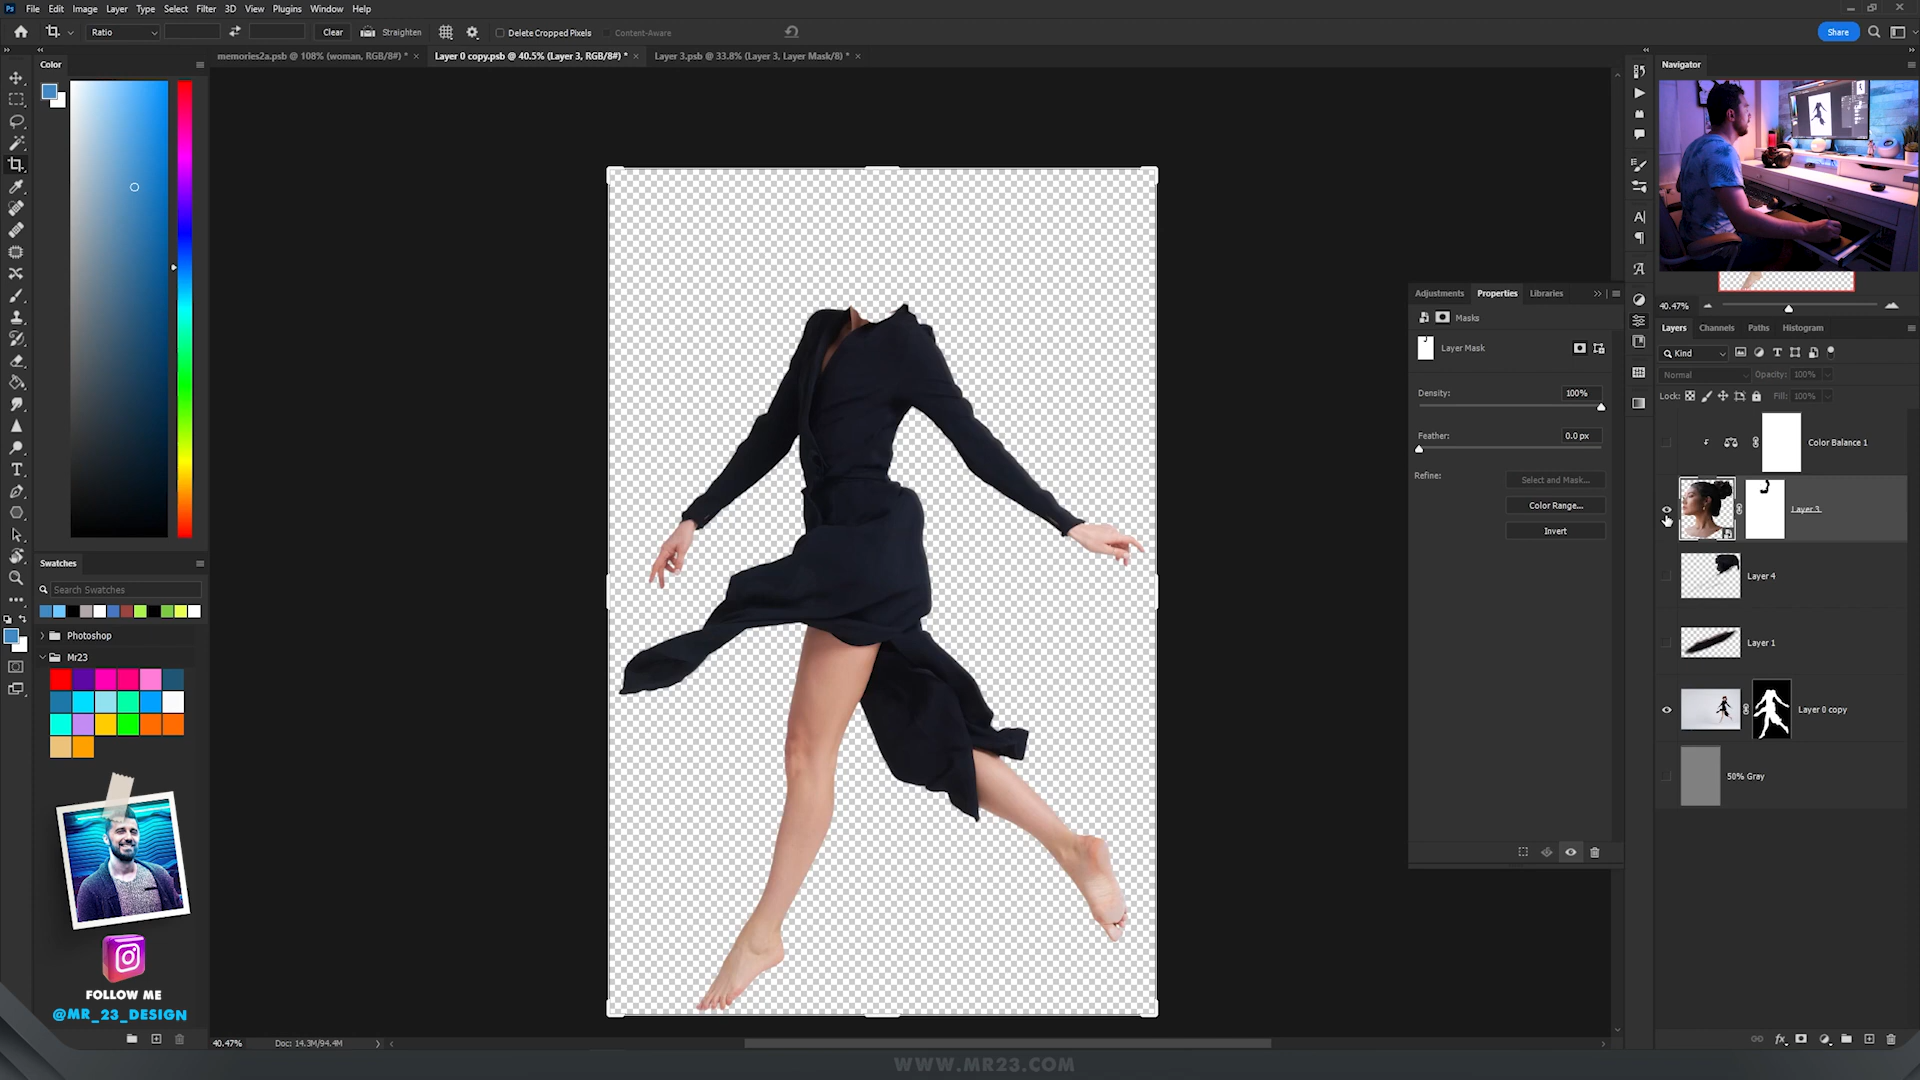 Ps File Edit Image Layer Type Select Filter 3D View Plugins Window Help
Ratio Clear Straighten Delete Cropped Pixels Content-Aware Share
memories2a.psb @ 108% (woman, RGB/8#) * × Layer 0 copy.psb @ 40.5% (Layer 3, RGB/8#) * × Layer 3.psb @ 33.8% (Layer 3, Layer Mask/8) * ×
Color
Swatches
Search Swatches
Photoshop
Mr23
FOLLOW ME
@MR_23_DESIGN
40.47% Doc: 14.3M/94.4M
WWW.MR23.COM
Adjustments Properties Libraries
Masks
Layer Mask
Density: 100%
Feather: 0.0 px
Refine: Select and Mask...
Color Range...
Invert
Navigator
40.47%
Layers Channels Paths Histogram
Kind
Normal Opacity: 100%
Lock: Fill: 100%
Color Balance 1
Layer 3
Layer 4
Layer 1
Layer 0 copy
50% Gray